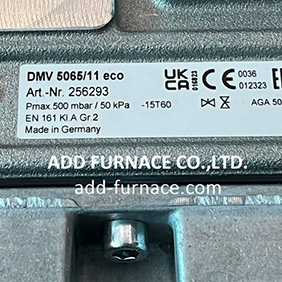 DMV 5065/11 eco
Art.-Nr. 256293
Pmax.500 mbar / 50 kPa -15T60
EN 161 Kl.A Gr.2
Made in Germany
UK CA 015823
CE 0036 012323
AGA 50
ADD FURNACE CO.,LTD.
add-furnace.com